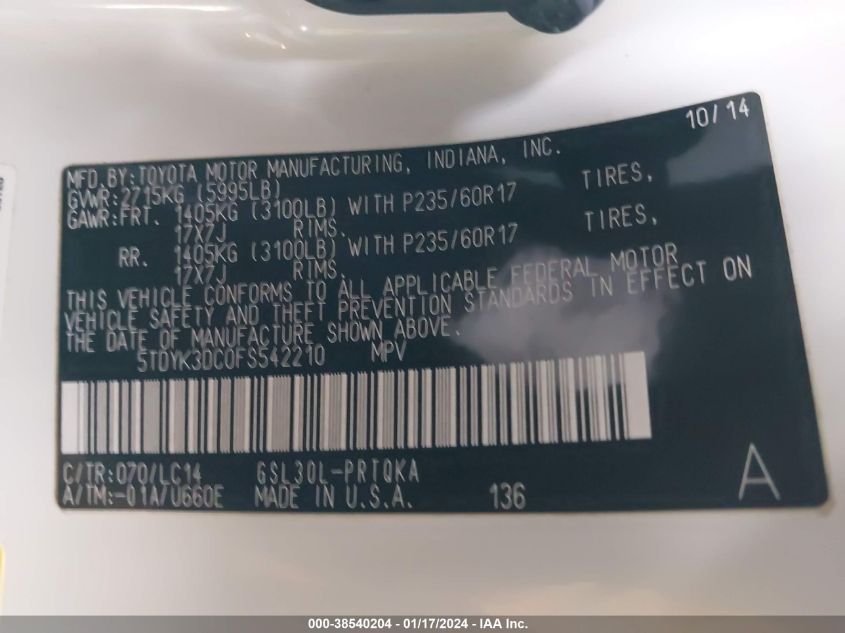 10/14
MFD.BY:TOYOTA MOTOR MANUFACTURING, INDIANA, INC.
GVWR:2715KG (5995LB)
GAWR:FRT. 1405KG (3100LB) WITH P235/60R17 TIRES,
17X7J RIMS.
RR. 1405KG (3100LB) WITH P235/60R17 TIRES,
17X7J RIMS.
THIS VEHICLE CONFORMS TO ALL APPLICABLE FEDERAL MOTOR
VEHICLE SAFETY AND THEFT PREVENTION STANDARDS IN EFFECT ON
THE DATE OF MANUFACTURE SHOWN ABOVE.
5TDYK3DC0FS542210 MPV
C/TR:070/LC14 GSL30L-PRTQKA
A/TM:-01A/U660E MADE IN U.S.A. 136
A
000-38540204 - 01/17/2024 - IAA Inc.